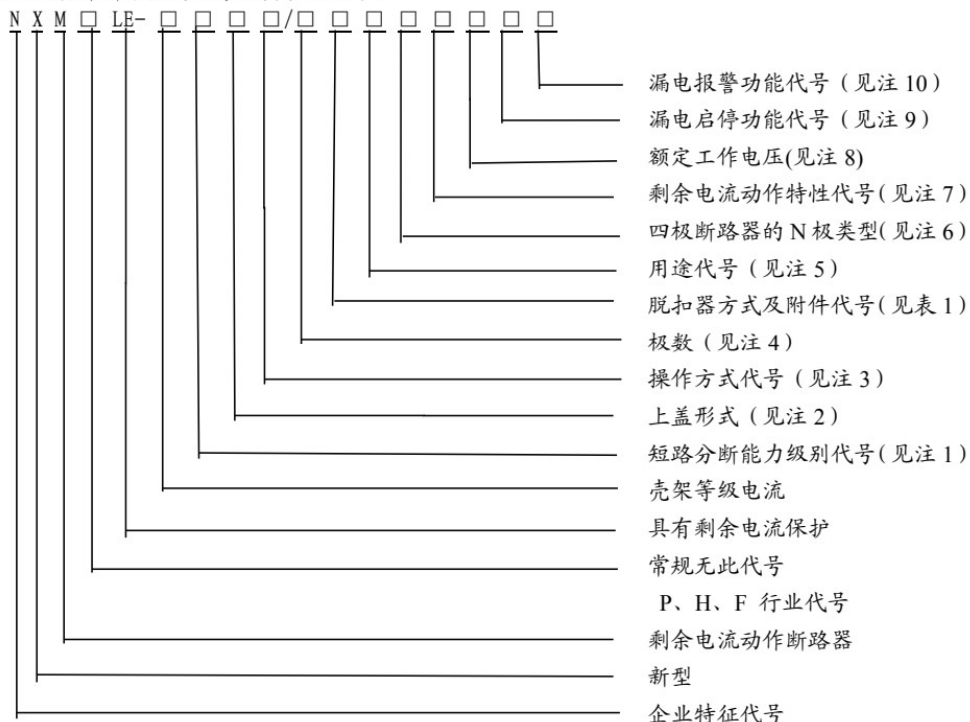 N X M □ LE- □ □ □ □/□ □ □ □ □ □ □ □
漏电报警功能代号（见注 10）
漏电启停功能代号（见注 9）
额定工作电压(见注 8)
剩余电流动作特性代号(见注 7)
四极断路器的 N 极类型(见注 6)
用途代号（见注 5）
脱扣器方式及附件代号(见表 1)
极数（见注 4）
操作方式代号（见注 3）
上盖形式（见注 2）
短路分断能力级别代号(见注 1)
壳架等级电流
具有剩余电流保护
常规无此代号
P、H、F 行业代号
剩余电流动作断路器
新型
企业特征代号